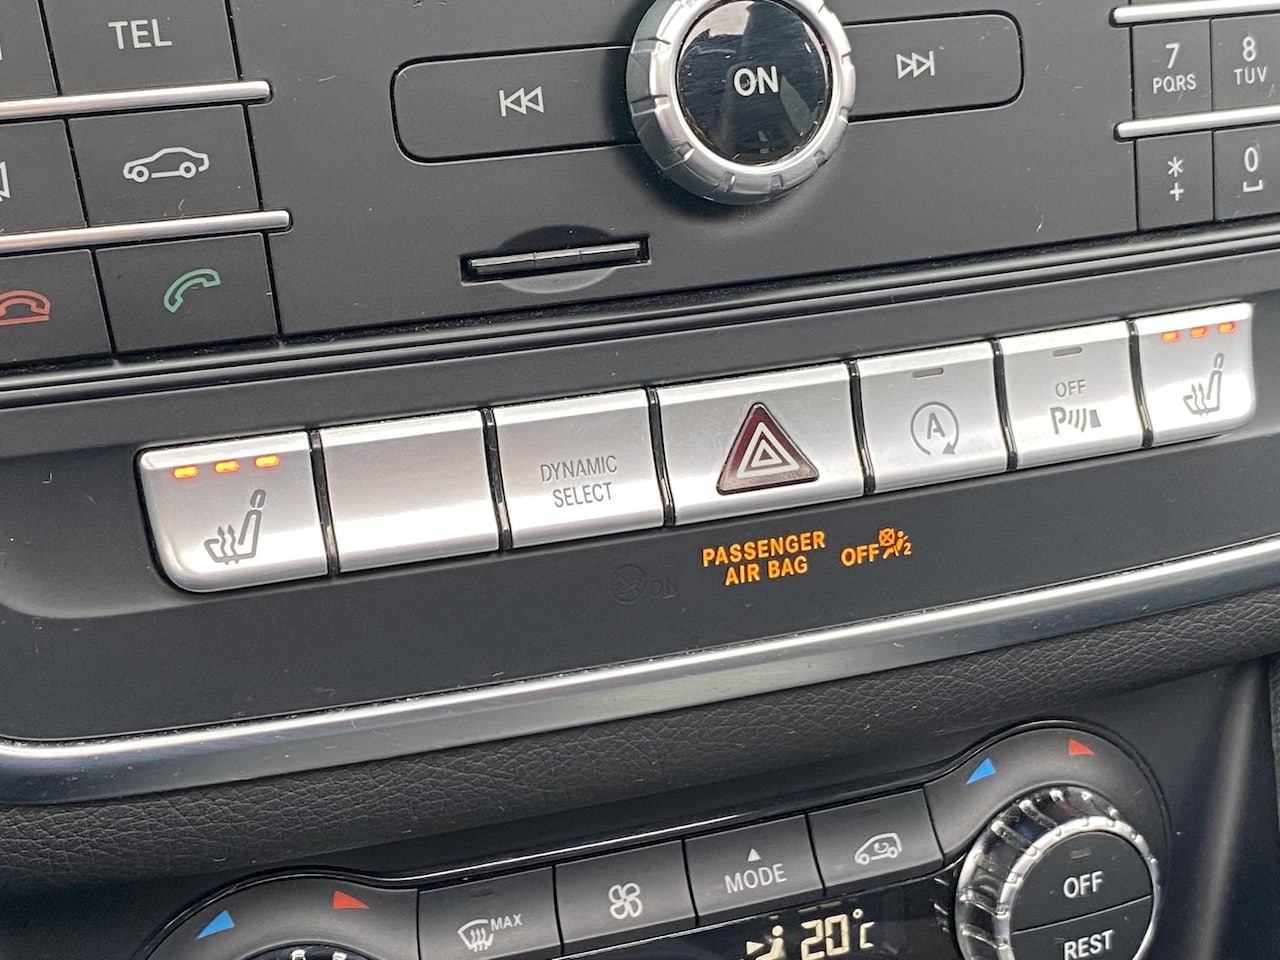 TEL
ON
7
PQRS
8
TUV
*
+
0
DYNAMIC
SELECT
A
OFF
P
PASSENGER
AIR BAG
OFF
2
ON
MAX
MODE
20°C
OFF
REST